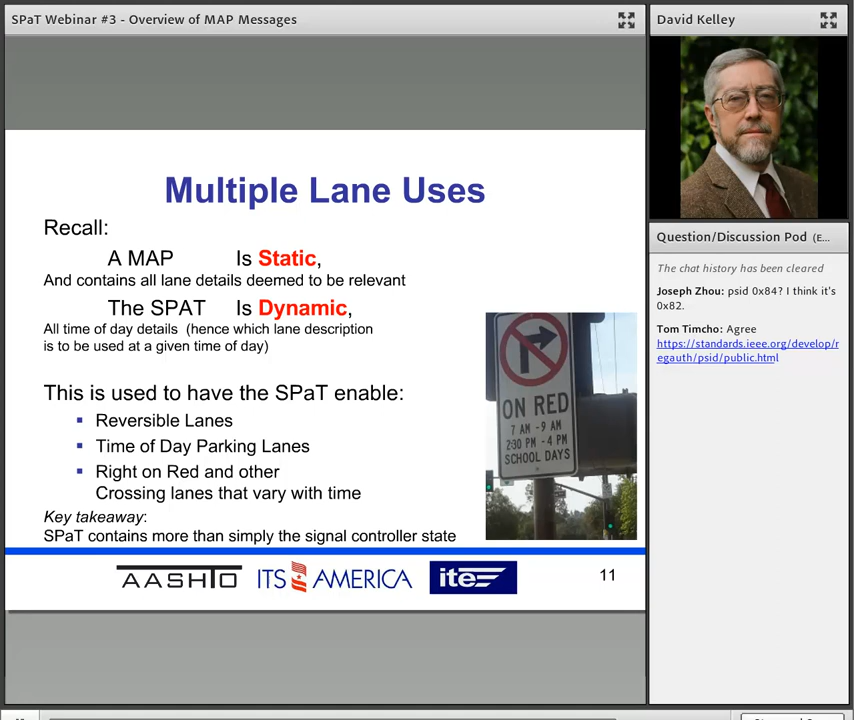 SPaT Webinar #3 - Overview of MAP Messages
Multiple Lane Uses
Recall:
A MAP Is Static,
And contains all lane details deemed to be relevant
The SPAT Is Dynamic,
All time of day details (hence which lane description
is to be used at a given time of day)
This is used to have the SPaT enable:
▪ Reversible Lanes
▪ Time of Day Parking Lanes
▪ Right on Red and other
Crossing lanes that vary with time
Key takeaway:
SPaT contains more than simply the signal controller state
ON RED
7 AM - 9 AM
2:30 PM - 4 PM
SCHOOL DAYS
AASHTO
ITS AMERICA
ite
11
David Kelley
Question/Discussion Pod (E...
The chat history has been cleared
Joseph Zhou: psid 0x84? I think it's
0x82.
Tom Timcho: Agree
https://standards.ieee.org/develop/r
egauth/psid/public.html